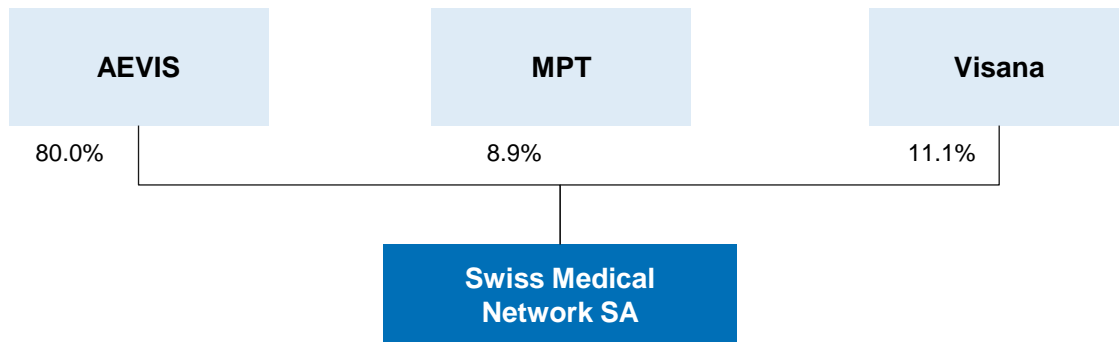 AEVIS
MPT
Visana
80.0%
8.9%
11.1%
Swiss Medical
Network SA